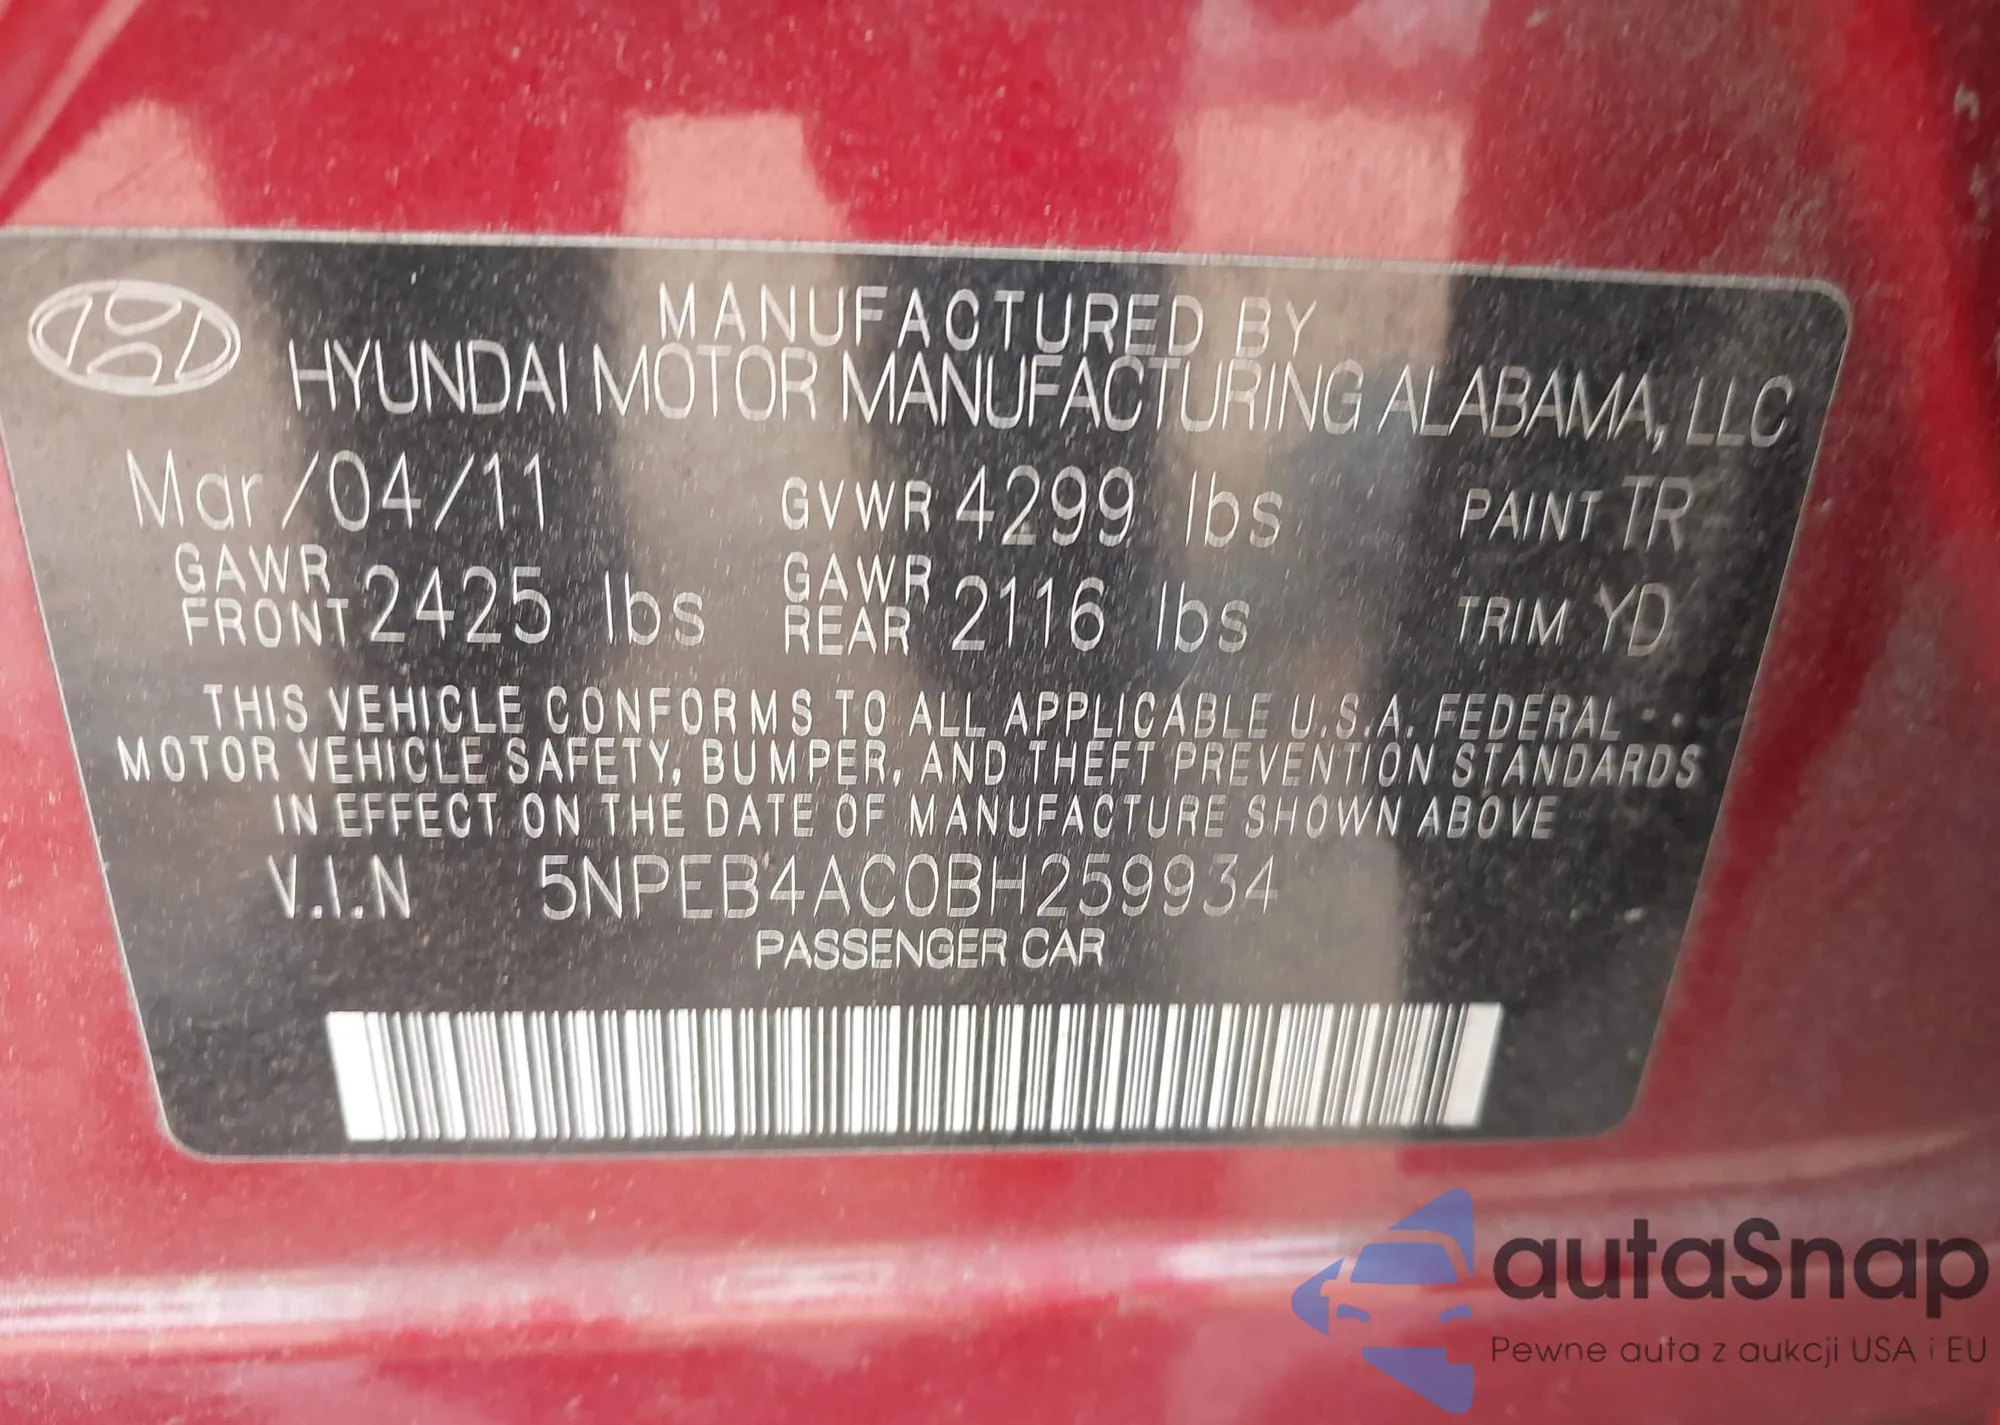 MANUFACTURED BY
HYUNDAI MOTOR MANUFACTURING ALABAMA, LLC
Mar/04/11 GVWR 4299 lbs PAINT TR
GAWR FRONT 2425 lbs GAWR REAR 2116 lbs TRIM YD
THIS VEHICLE CONFORMS TO ALL APPLICABLE U.S.A. FEDERAL
MOTOR VEHICLE SAFETY, BUMPER, AND THEFT PREVENTION STANDARDS
IN EFFECT ON THE DATE OF MANUFACTURE SHOWN ABOVE
V.I.N 5NPEB4AC0BH259934
PASSENGER CAR
autaSnap
Pewne auta z aukcji USA i EU